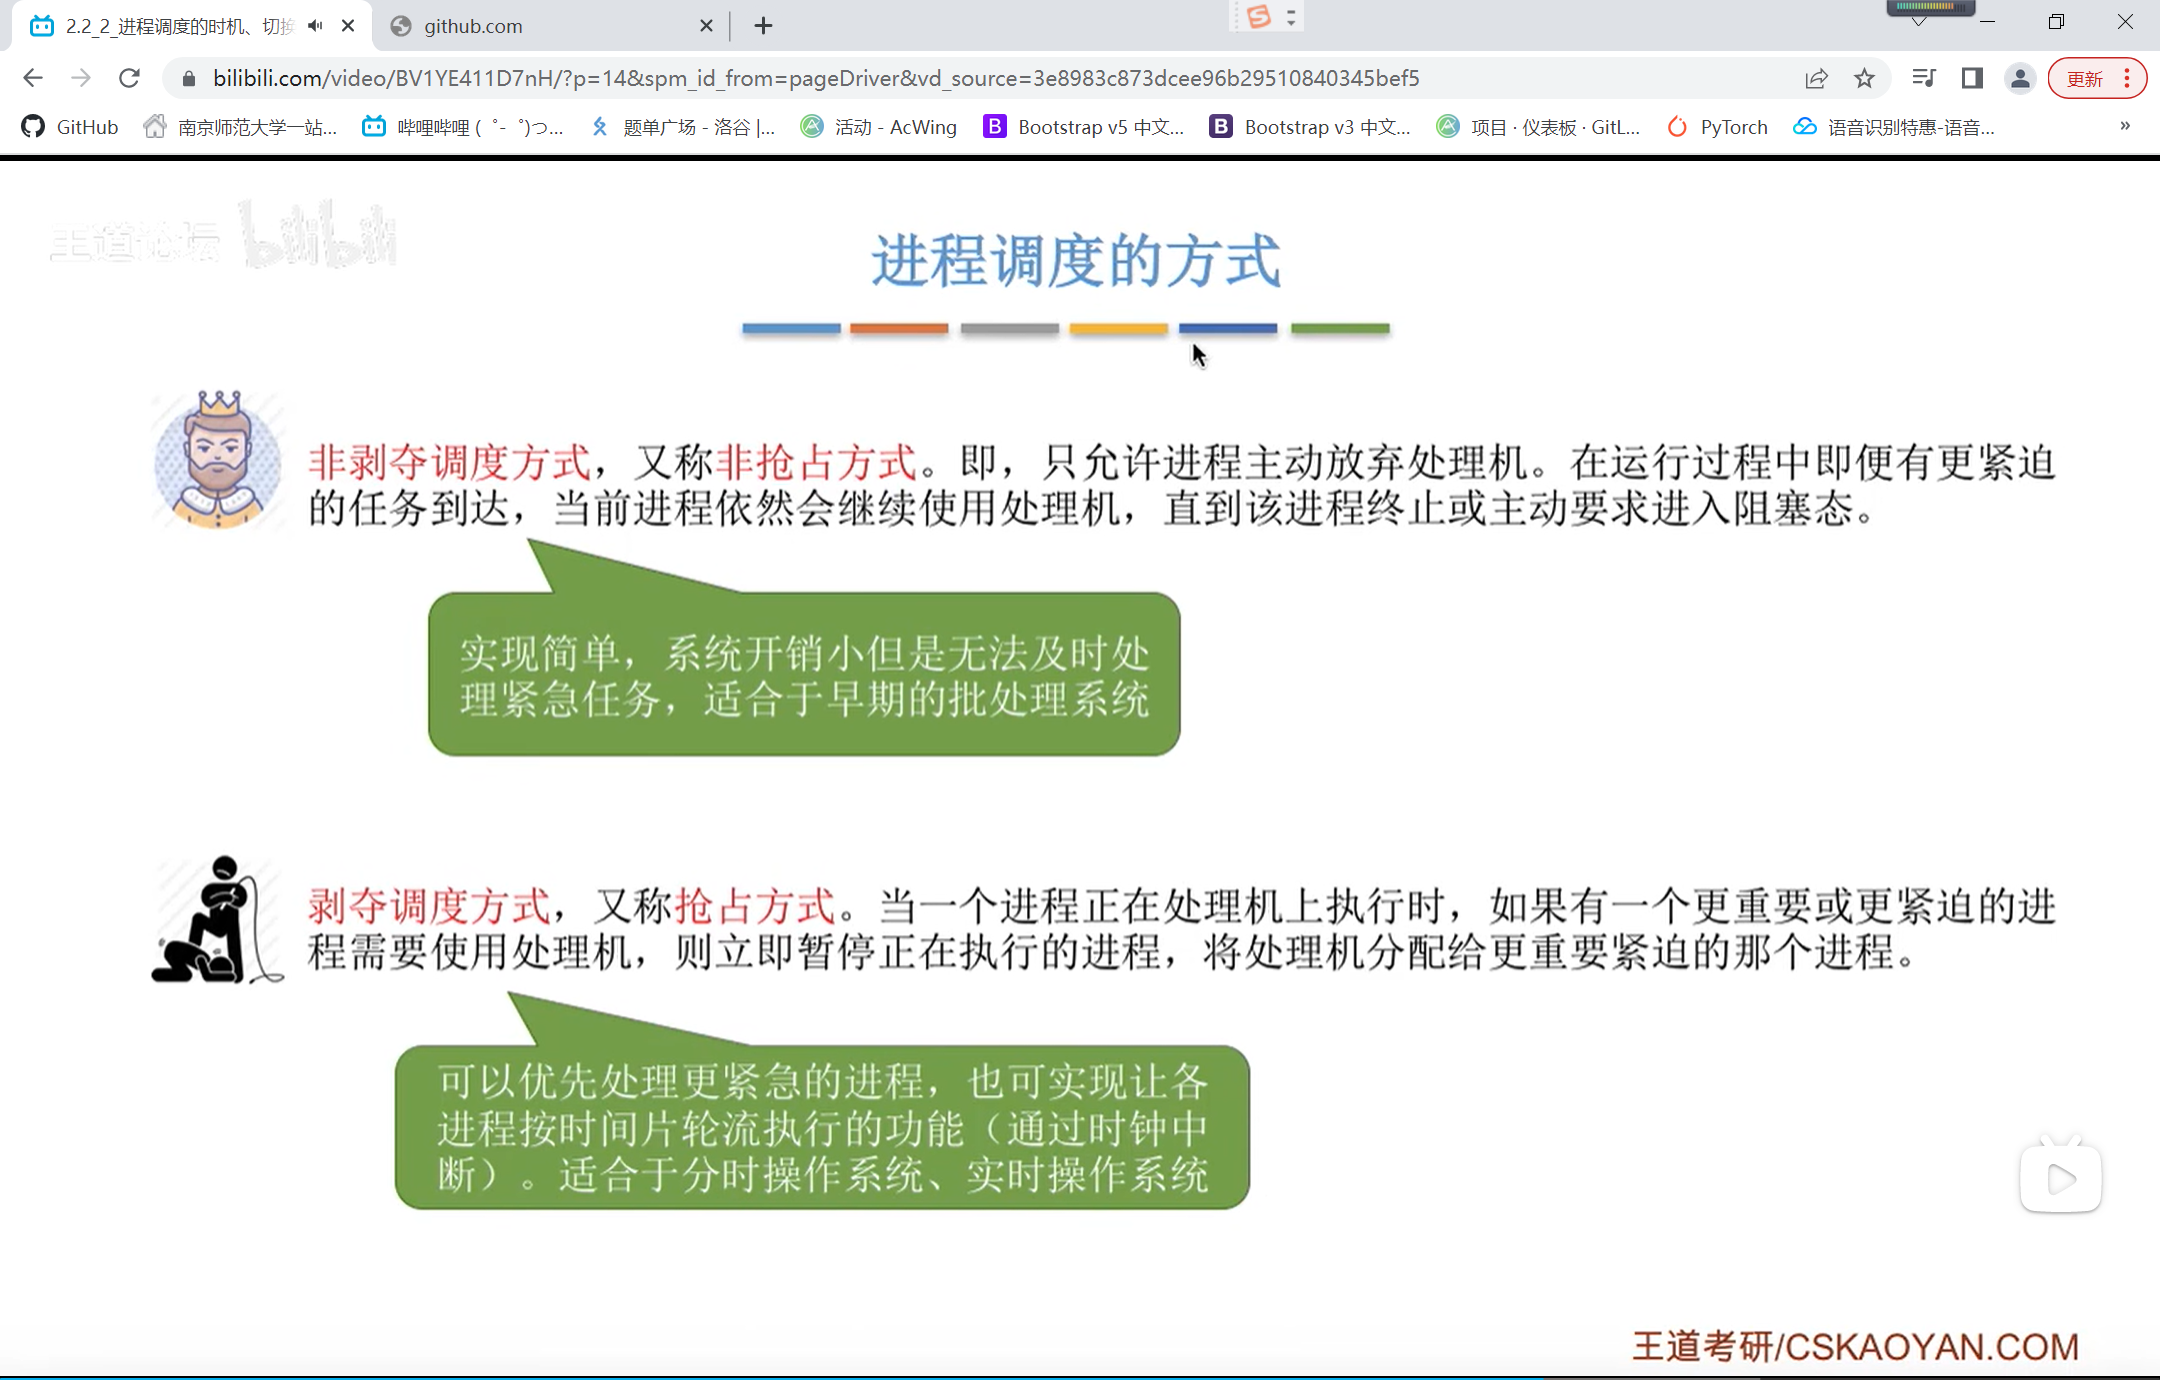 2.2_2_进程调度的时机、切换
github.com
bilibili.com/video/BV1YE411D7nH/?p=14&spm_id_from=pageDriver&vd_source=3e8983c873dcee96b29510840345bef5
更新
GitHub
南京师范大学一站...
哔哩哔哩 (゜-゜)つ...
题单广场 - 洛谷 |...
活动 - AcWing
Bootstrap v5 中文...
Bootstrap v3 中文...
项目 · 仪表板 · GitL...
PyTorch
语音识别特惠-语音...
»
王道论坛 bilibili
进程调度的方式
非剥夺调度方式，又称非抢占方式。即，只允许进程主动放弃处理机。在运行过程中即便有更紧迫
的任务到达，当前进程依然会继续使用处理机，直到该进程终止或主动要求进入阻塞态。
实现简单，系统开销小但是无法及时处
理紧急任务，适合于早期的批处理系统
剥夺调度方式，又称抢占方式。当一个进程正在处理机上执行时，如果有一个更重要或更紧迫的进
程需要使用处理机，则立即暂停正在执行的进程，将处理机分配给更重要紧迫的那个进程。
可以优先处理更紧急的进程，也可实现让各
进程按时间片轮流执行的功能（通过时钟中
断）。适合于分时操作系统、实时操作系统
王道考研/CSKAOYAN.COM